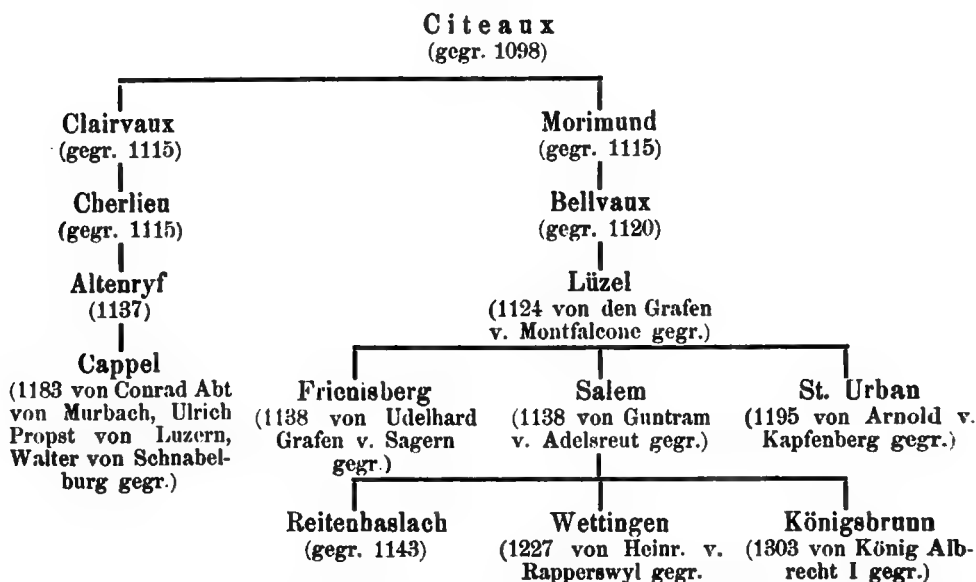 Citeaux
(gegr. 1098)
Clairvaux
(gegr. 1115)
Morimund
(gegr. 1115)
Cherlieu
(gegr. 1115)
Bellvaux
(gegr. 1120)
Altenryf
(1137)
Lüzel
(1124 von den Grafen
v. Montfalcone gegr.)
Cappel
(1183 von Conrad Abt
von Murbach, Ulrich
Propst von Luzern,
Walter von Schnabel-
burg gegr.)
Frienisberg
(1138 von Udelhard
Grafen v. Sagern
gegr.)
Salem
(1138 von Guntram
v. Adelsreut gegr.)
St. Urban
(1195 von Arnold v.
Kapfenberg gegr.)
Reitenhaslach
(gegr. 1143)
Wettingen
(1227 von Heinr. v.
Rapperswyl gegr.
Königsbrunn
(1303 von König Alb-
recht I gegr.)